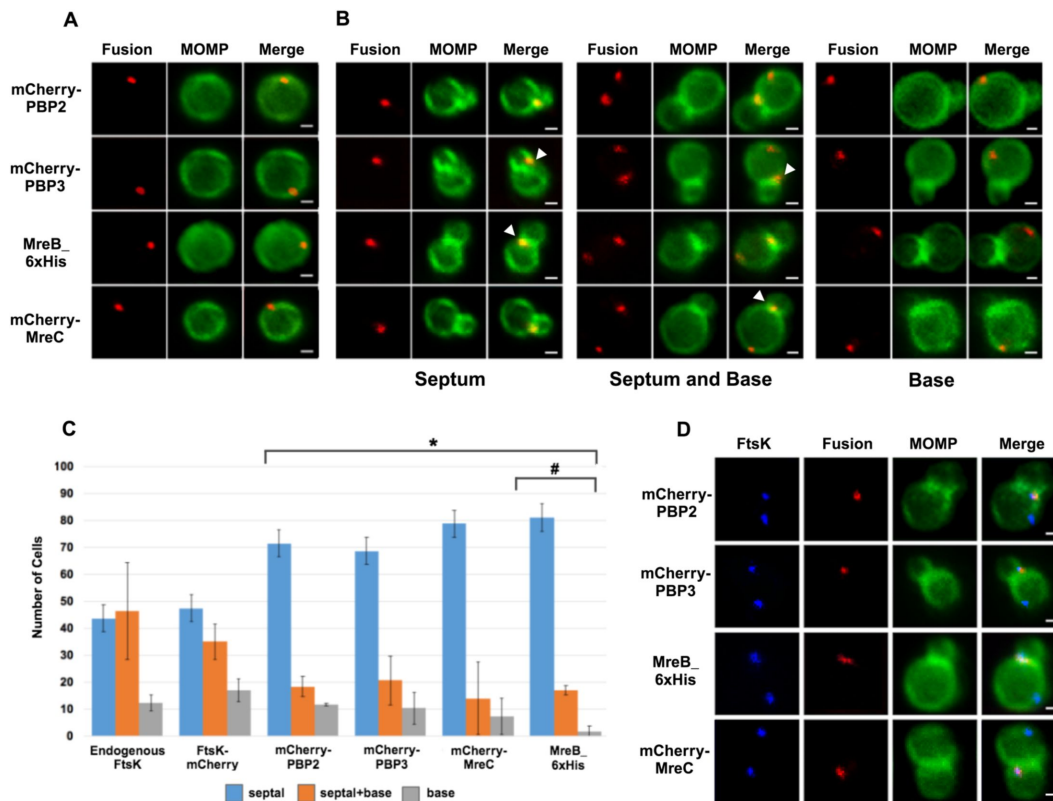 A
B
Fusion MOMP Merge
Fusion MOMP Merge
Fusion MOMP Merge
Fusion MOMP Merge
mCherry-
PBP2
mCherry-
PBP3
MreB_
6xHis
mCherry-
MreC
Septum
Septum and Base
Base
C
*
#
Number of Cells
100
90
80
70
60
50
40
30
20
10
0
Endogenous
FtsK
FtsK-
mCherry
mCherry-
PBP2
mCherry-
PBP3
mCherry-
MreC
MreB_
6xHis
septal septal+base base
D
FtsK Fusion MOMP Merge
mCherry-
PBP2
mCherry-
PBP3
MreB_
6xHis
mCherry-
MreC